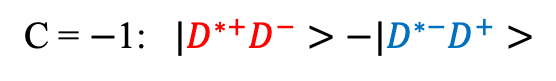 C = −1: |D*⁺D⁻ > −|D*⁻D⁺ >